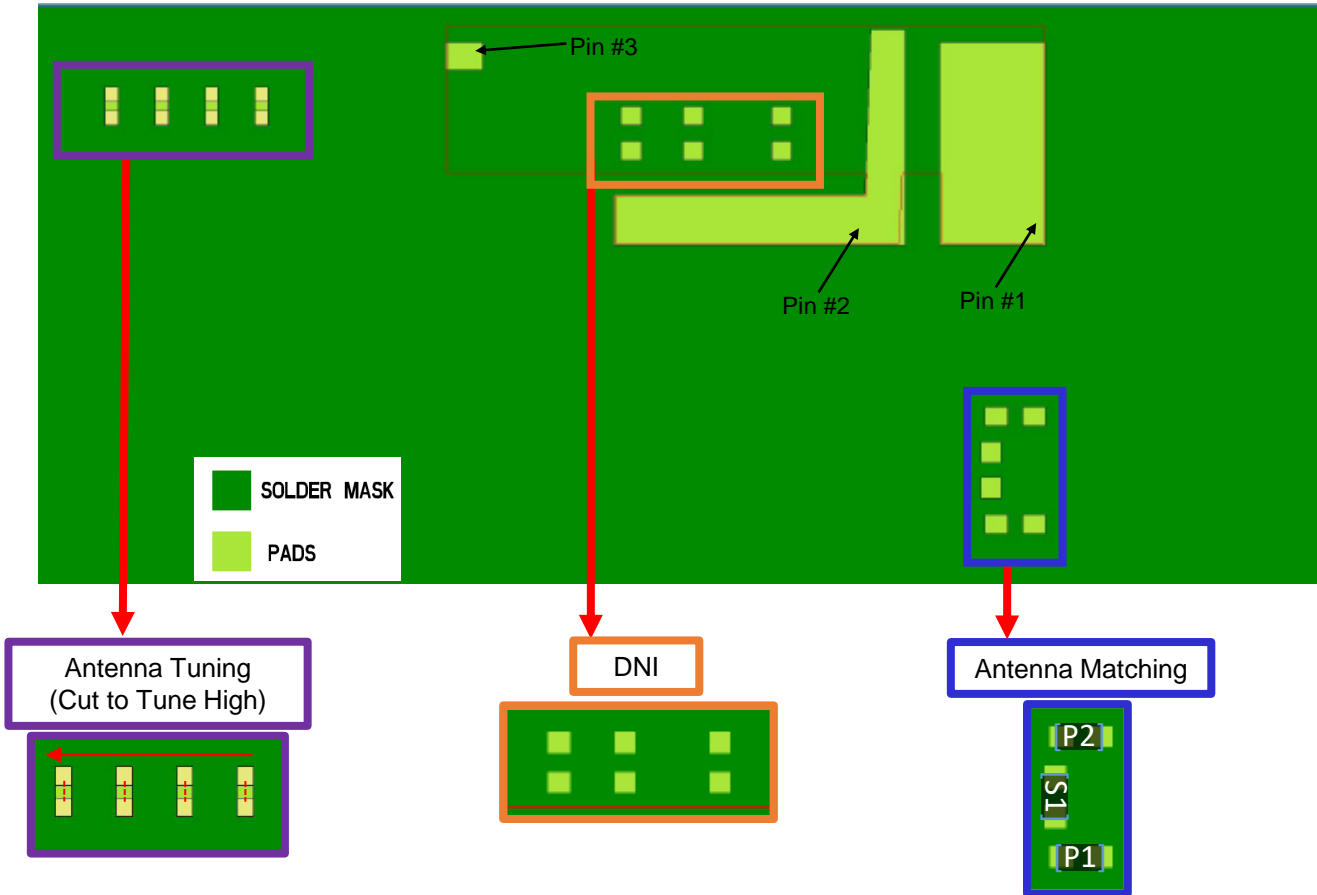 Pin #3
Pin #2
Pin #1
SOLDER MASK
PADS
Antenna Tuning
(Cut to Tune High)
DNI
Antenna Matching
P2
S1
P1